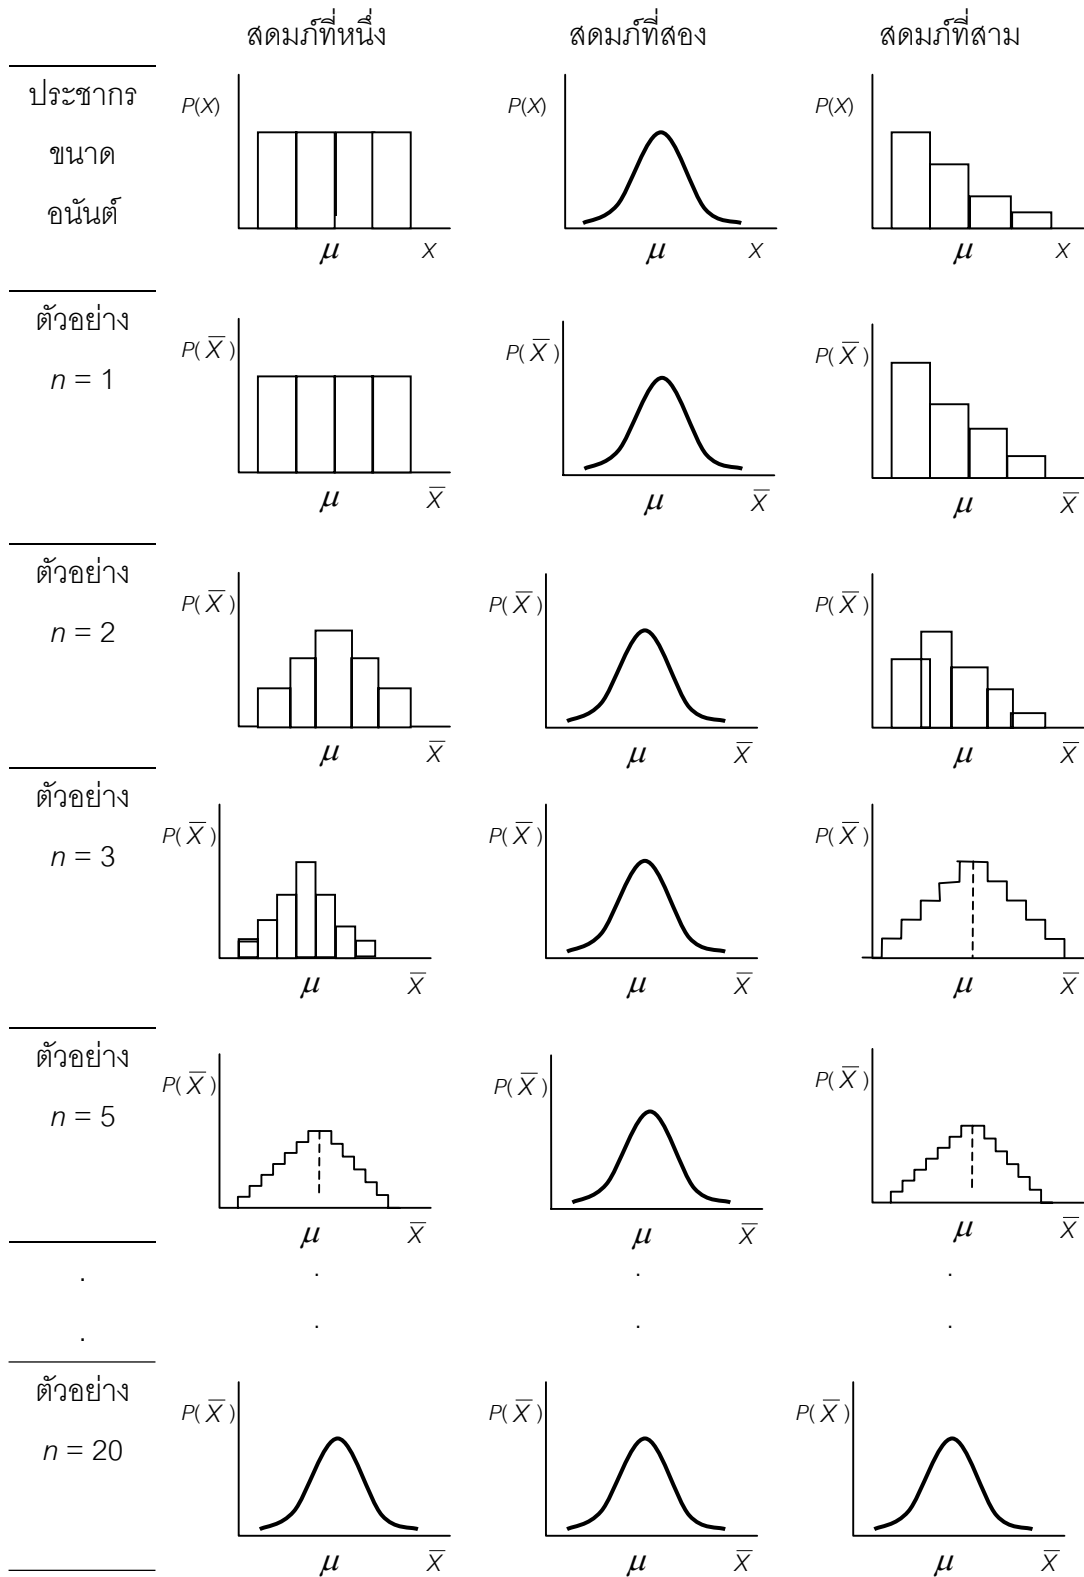 สดมภ์ที่หนึ่ง สดมภ์ที่สอง สดมภ์ที่สาม
ประชากร
ขนาด
อนันต์
P(X) P(X) P(X)
μ X μ X μ X
ตัวอย่าง
n = 1
P(X̅) P(X̅) P(X̅)
μ X̅ μ X̅ μ X̅
ตัวอย่าง
n = 2
P(X̅) P(X̅) P(X̅)
μ X̅ μ X̅ μ X̅
ตัวอย่าง
n = 3
P(X̅) P(X̅) P(X̅)
μ X̅ μ X̅ μ X̅
ตัวอย่าง
n = 5
P(X̅) P(X̅) P(X̅)
μ X̅ μ X̅ μ X̅
. . . .
. . . .
ตัวอย่าง
n = 20
P(X̅) P(X̅) P(X̅)
μ X̅ μ X̅ μ X̅